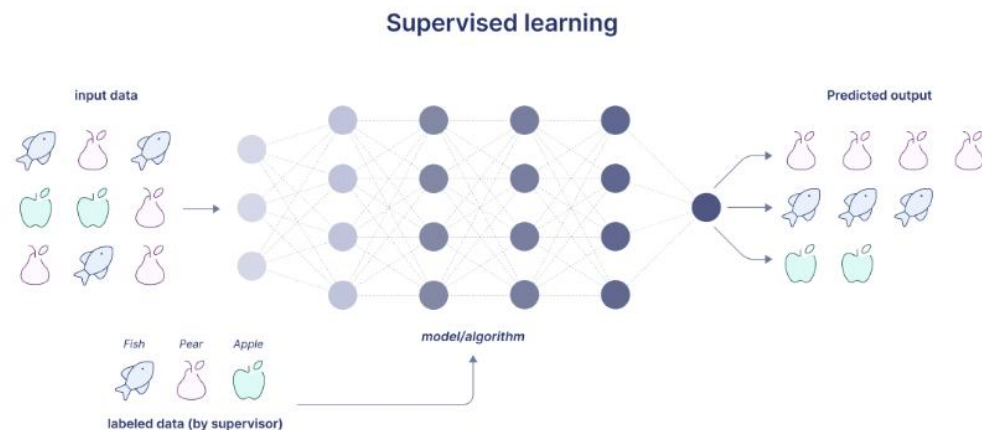 Supervised learning
input data
Predicted output
model/algorithm
Fish Pear Apple
labeled data (by supervisor)